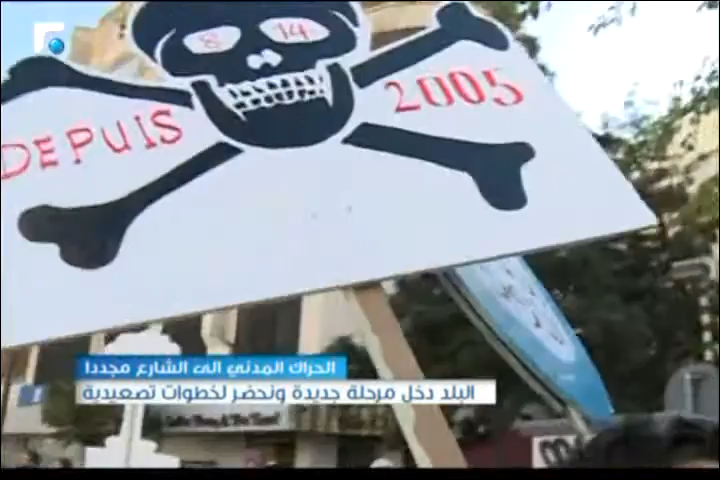 8 14
DEPUIS 2005
الحراك المدني الى الشارع مجددا
البلد دخل مرحلة جديدة ونحضر لخطوات تصعيدية